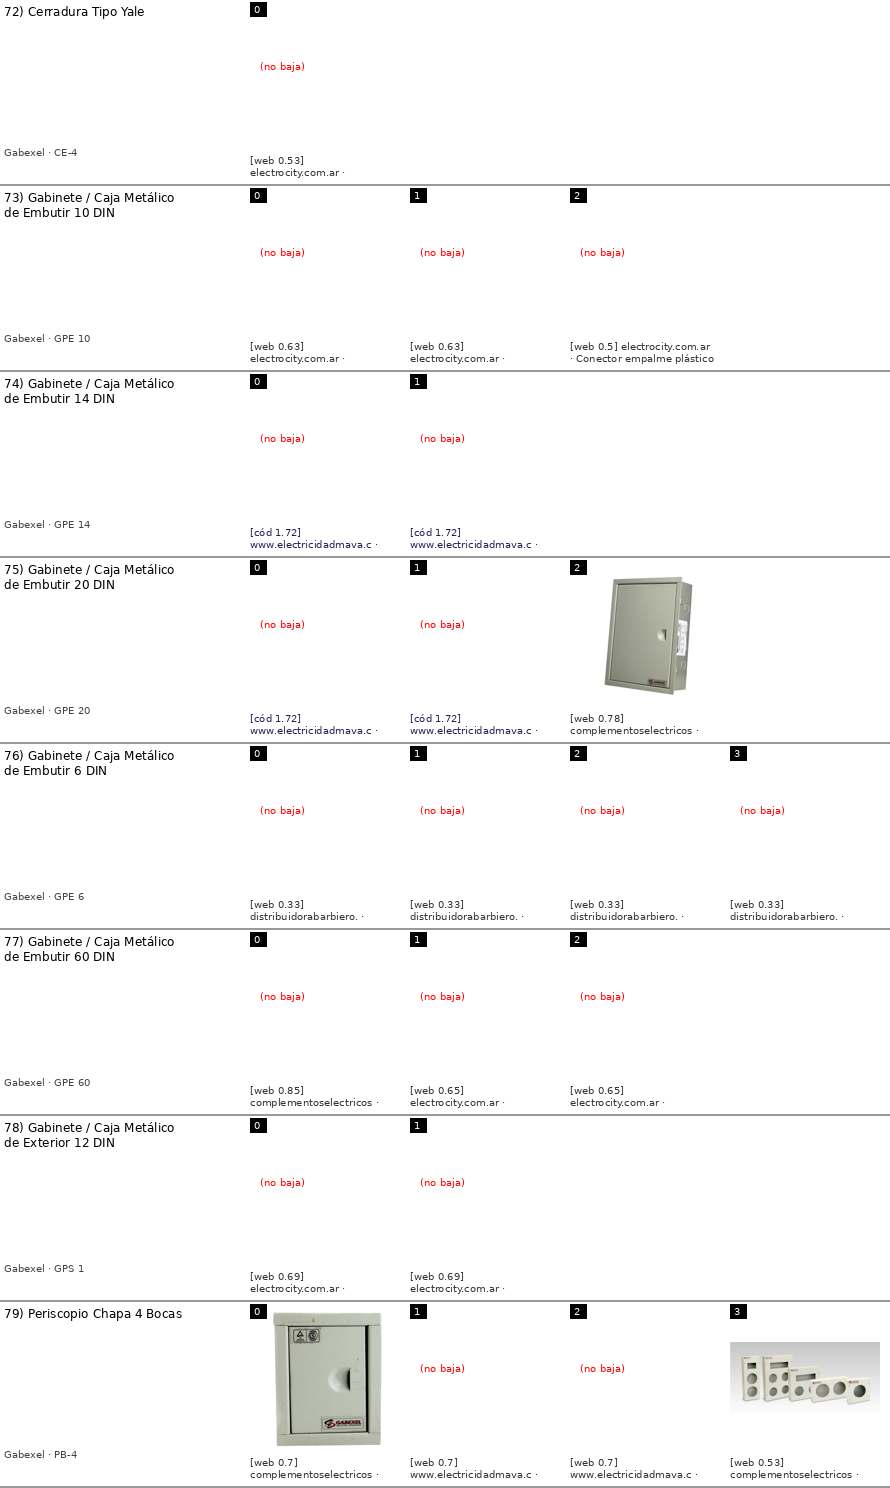 72) Cerradura Tipo Yale
0
(no baja)
Gabexel · CE-4
[web 0.53]
electrocity.com.ar ·
73) Gabinete / Caja Metálico
de Embutir 10 DIN
0
1
2
(no baja)
(no baja)
(no baja)
Gabexel · GPE 10
[web 0.63]
electrocity.com.ar ·
[web 0.63]
electrocity.com.ar ·
[web 0.5] electrocity.com.ar
· Conector empalme plástico
74) Gabinete / Caja Metálico
de Embutir 14 DIN
0
1
(no baja)
(no baja)
Gabexel · GPE 14
[cód 1.72]
www.electricidadmava.c ·
[cód 1.72]
www.electricidadmava.c ·
75) Gabinete / Caja Metálico
de Embutir 20 DIN
0
1
2
(no baja)
(no baja)
Gabexel · GPE 20
[cód 1.72]
www.electricidadmava.c ·
[cód 1.72]
www.electricidadmava.c ·
[web 0.78]
complementoselectricos ·
76) Gabinete / Caja Metálico
de Embutir 6 DIN
0
1
2
3
(no baja)
(no baja)
(no baja)
(no baja)
Gabexel · GPE 6
[web 0.33]
distribuidorabarbiero. ·
[web 0.33]
distribuidorabarbiero. ·
[web 0.33]
distribuidorabarbiero. ·
[web 0.33]
distribuidorabarbiero. ·
77) Gabinete / Caja Metálico
de Embutir 60 DIN
0
1
2
(no baja)
(no baja)
(no baja)
Gabexel · GPE 60
[web 0.85]
complementoselectricos ·
[web 0.65]
electrocity.com.ar ·
[web 0.65]
electrocity.com.ar ·
78) Gabinete / Caja Metálico
de Exterior 12 DIN
0
1
(no baja)
(no baja)
Gabexel · GPS 1
[web 0.69]
electrocity.com.ar ·
[web 0.69]
electrocity.com.ar ·
79) Periscopio Chapa 4 Bocas
0
1
2
3
GABEXEL
(no baja)
(no baja)
Gabexel · PB-4
[web 0.7]
complementoselectricos ·
[web 0.7]
www.electricidadmava.c ·
[web 0.7]
www.electricidadmava.c ·
[web 0.53]
complementoselectricos ·